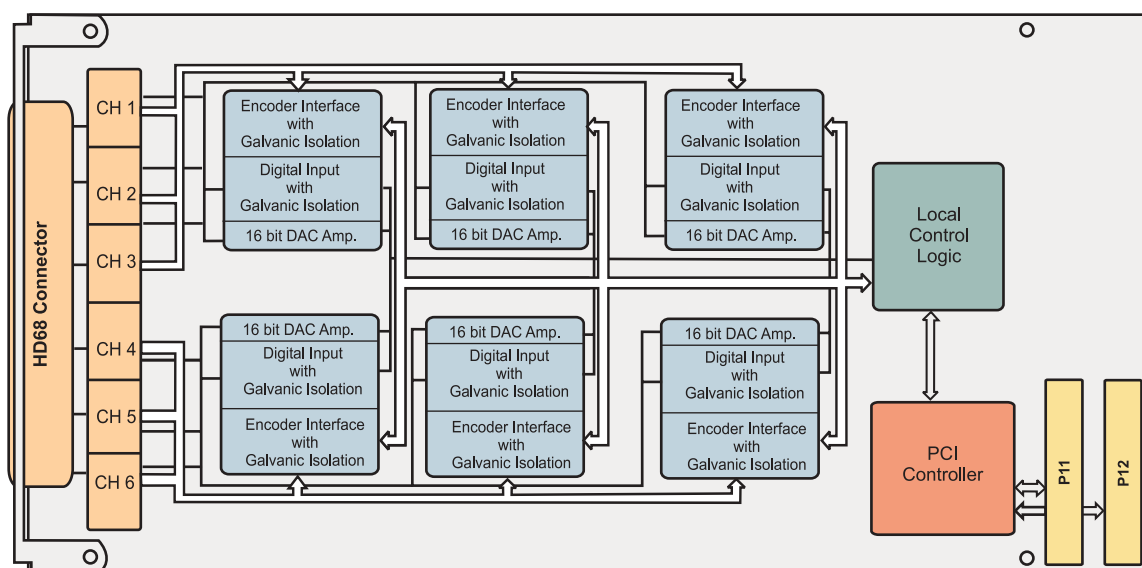 HD68 Connector
CH 1
CH 2
CH 3
CH 4
CH 5
CH 6
Encoder Interface
with
Galvanic Isolation
Digital Input
with
Galvanic Isolation
16 bit DAC Amp.
Encoder Interface
with
Galvanic Isolation
Digital Input
with
Galvanic Isolation
16 bit DAC Amp.
Encoder Interface
with
Galvanic Isolation
Digital Input
with
Galvanic Isolation
16 bit DAC Amp.
16 bit DAC Amp.
Digital Input
with
Galvanic Isolation
Encoder Interface
with
Galvanic Isolation
16 bit DAC Amp.
Digital Input
with
Galvanic Isolation
Encoder Interface
with
Galvanic Isolation
16 bit DAC Amp.
Digital Input
with
Galvanic Isolation
Encoder Interface
with
Galvanic Isolation
Local
Control
Logic
PCI
Controller
P11
P12